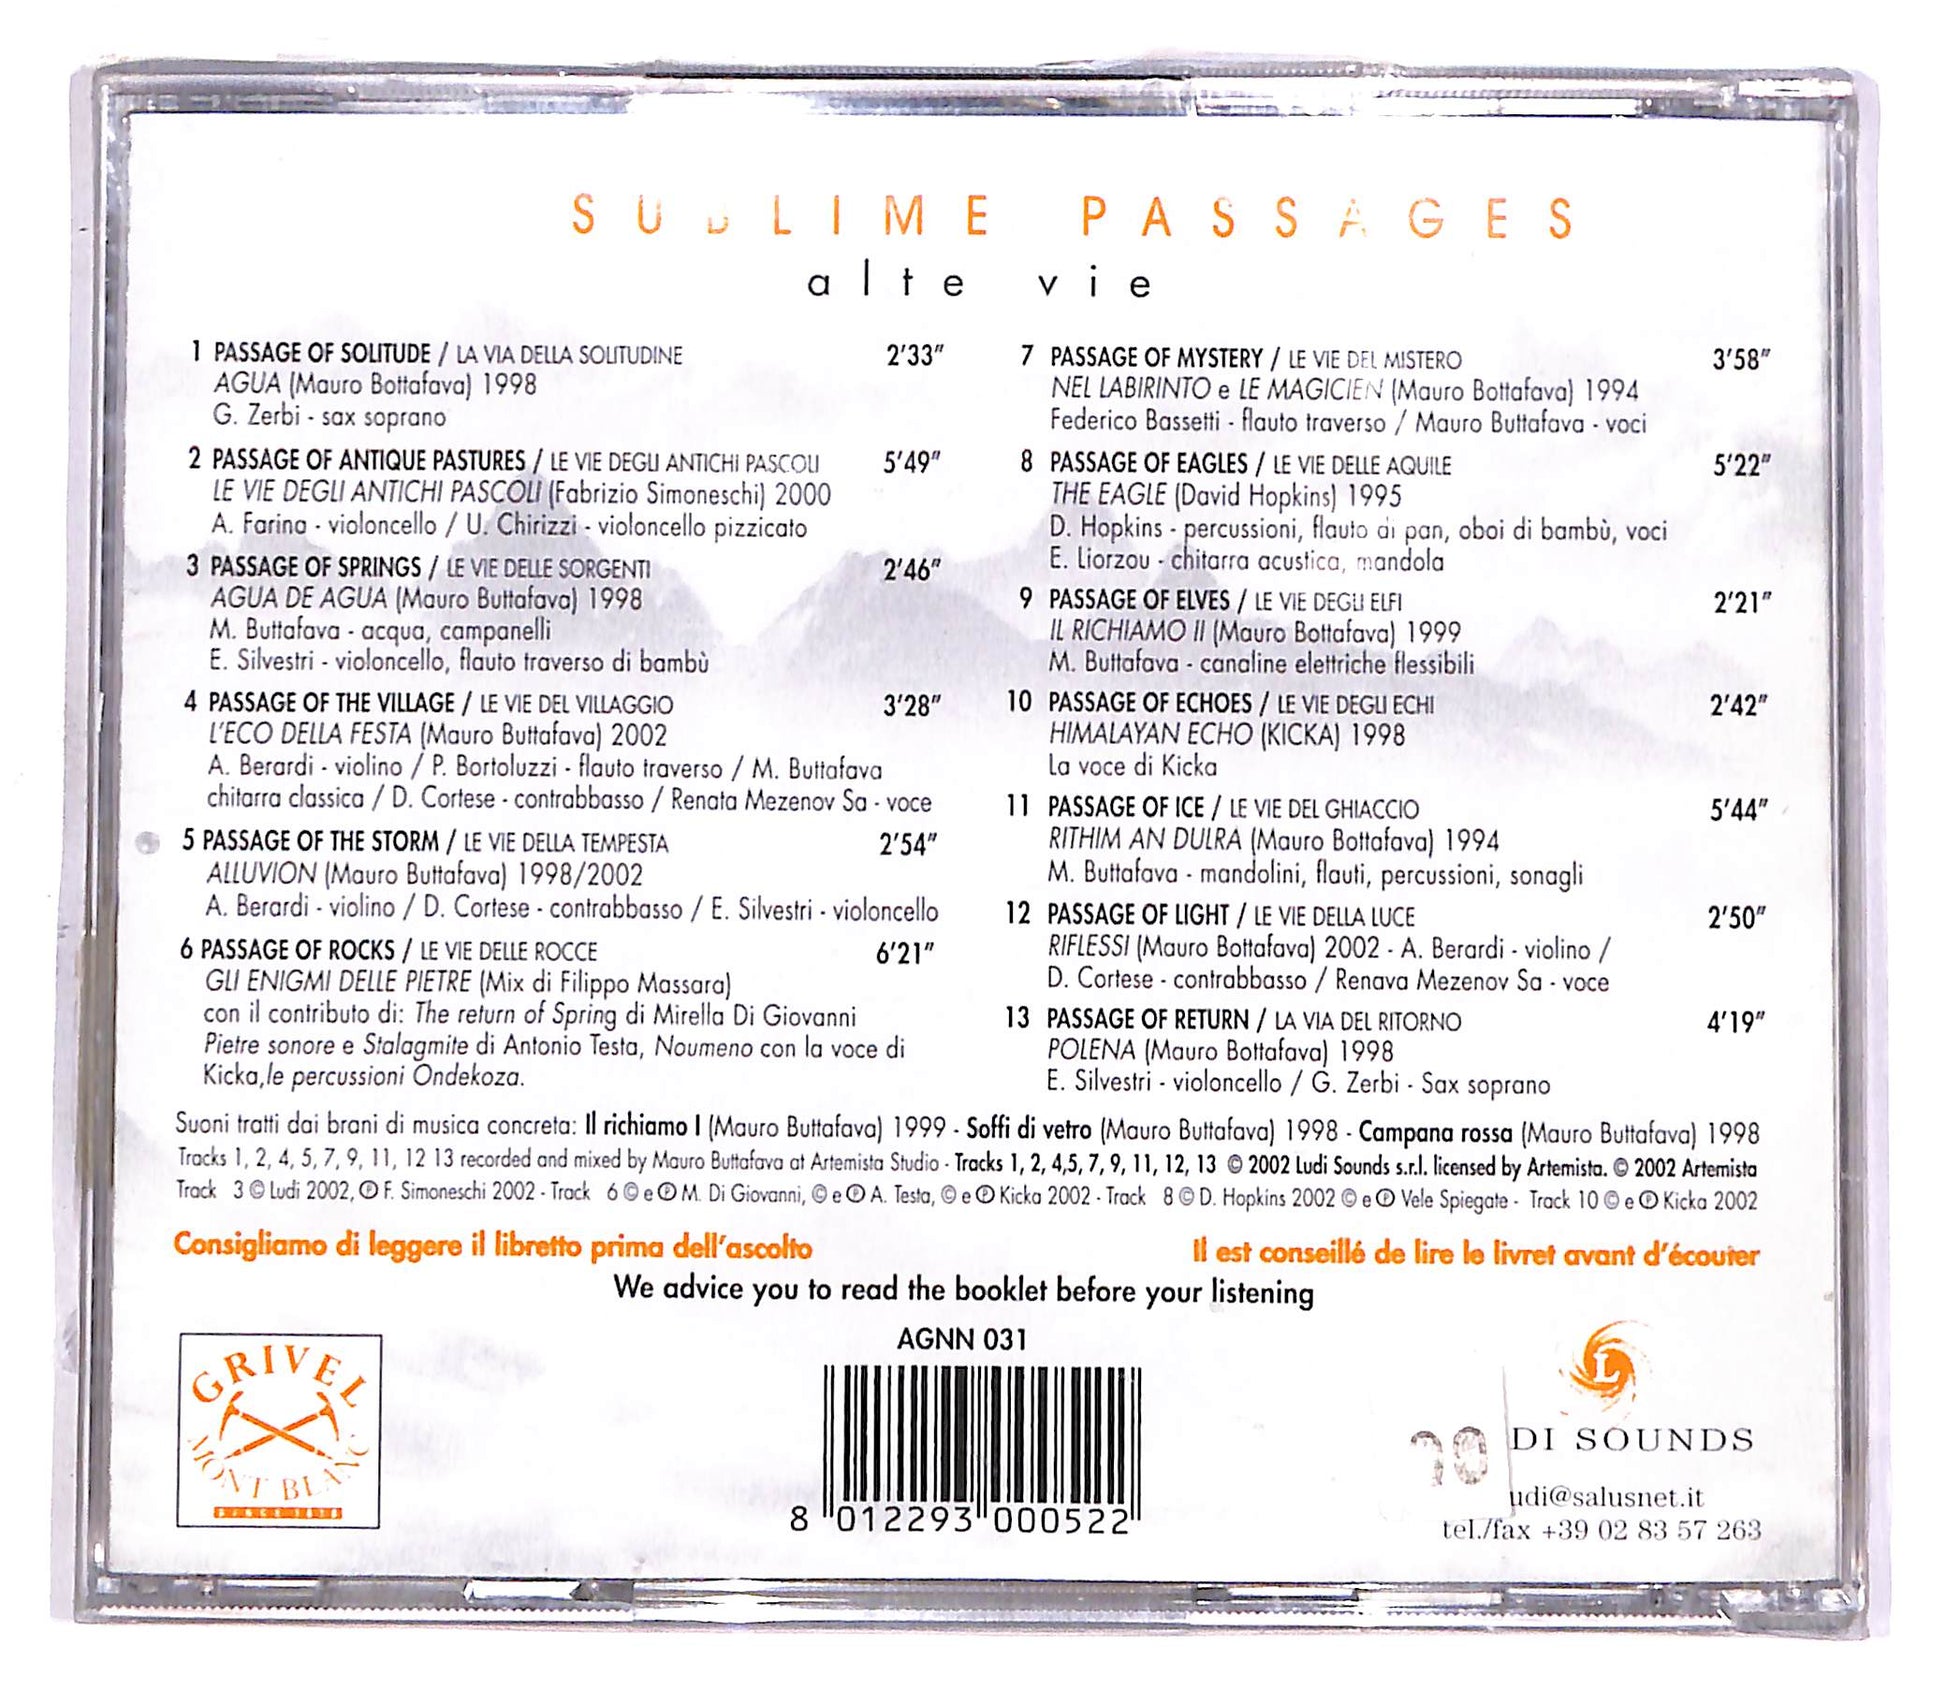 SUBLIME PASSAGES
alte vie
1 PASSAGE OF SOLITUDE / LA VIA DELLA SOLITUDINE 2'33"
AGUA (Mauro Bottafava) 1998
G. Zerbi - sax soprano
2 PASSAGE OF ANTIQUE PASTURES / LE VIE DEGLI ANTICHI PASCOLI 5'49"
LE VIE DEGLI ANTICHI PASCOLI (Fabrizio Simoneschi) 2000
A. Farina - violoncello / U. Chirizzi - violoncello pizzicato
3 PASSAGE OF SPRINGS / LE VIE DELLE SORGENTI 2'46"
AGUA DE AGUA (Mauro Buttafava) 1998
M. Buttafava - acqua, campanelli
E. Silvestri - violoncello, flauto traverso di bambù
4 PASSAGE OF THE VILLAGE / LE VIE DEL VILLAGGIO 3'28"
L'ECO DELLA FESTA (Mauro Buttafava) 2002
A. Berardi - violino / P. Bortoluzzi - flauto traverso / M. Buttafava
chitarra classica / D. Cortese - contrabbasso / Renata Mezenov Sa - voce
5 PASSAGE OF THE STORM / LE VIE DELLA TEMPESTA 2'54"
ALLUVION (Mauro Buttafava) 1998/2002
A. Berardi - violino / D. Cortese - contrabbasso / E. Silvestri - violoncello
6 PASSAGE OF ROCKS / LE VIE DELLE ROCCE 6'21"
GLI ENIGMI DELLE PIETRE (Mix di Filippo Massara)
con il contributo di: The return of Spring di Mirella Di Giovanni
Pietre sonore e Stalagmite di Antonio Testa, Noumeno con la voce di
Kicka,le percussioni Ondekoza.
7 PASSAGE OF MYSTERY / LE VIE DEL MISTERO 3'58"
NEL LABIRINTO e LE MAGICIEN (Mauro Bottafava) 1994
Federico Bassetti - flauto traverso / Mauro Buttafava - voci
8 PASSAGE OF EAGLES / LE VIE DELLE AQUILE 5'22"
THE EAGLE (David Hopkins) 1995
D. Hopkins - percussioni, flauto di pan, oboi di bambù, voci
E. Liorzou - chitarra acustica, mandola
9 PASSAGE OF ELVES / LE VIE DEGLI ELFI 2'21"
IL RICHIAMO II (Mauro Bottafava) 1999
M. Buttafava - canaline elettriche flessibili
10 PASSAGE OF ECHOES / LE VIE DEGLI ECHI 2'42"
HIMALAYAN ECHO (KICKA) 1998
La voce di Kicka
11 PASSAGE OF ICE / LE VIE DEL GHIACCIO 5'44"
RITHIM AN DULRA (Mauro Bottafava) 1994
M. Buttafava - mandolini, flauti, percussioni, sonagli
12 PASSAGE OF LIGHT / LE VIE DELLA LUCE 2'50"
RIFLESSI (Mauro Bottafava) 2002 - A. Berardi - violino /
D. Cortese - contrabbasso / Renava Mezenov Sa - voce
13 PASSAGE OF RETURN / LA VIA DEL RITORNO 4'19"
POLENA (Mauro Bottafava) 1998
E. Silvestri - violoncello / G. Zerbi - Sax soprano
Suoni tratti dai brani di musica concreta: Il richiamo I (Mauro Buttafava) 1999 - Soffi di vetro (Mauro Buttafava) 1998 - Campana rossa (Mauro Buttafava) 1998
Tracks 1, 2, 4, 5, 7, 9, 11, 12 13 recorded and mixed by Mauro Buttafava at Artemista Studio - Tracks 1, 2, 4,5, 7, 9, 11, 12, 13 © 2002 Ludi Sounds s.r.l. licensed by Artemista. © 2002 Artemista
Track 3 © Ludi 2002, ℗ F. Simoneschi 2002 - Track 6 © e ℗ M. Di Giovanni, © e ℗ A. Testa, © e ℗ Kicka 2002 - Track 8 © D. Hopkins 2002 © e ℗ Vele Spiegate - Track 10 © e ℗ Kicka 2002
Consigliamo di leggere il libretto prima dell'ascolto
Il est conseillé de lire le livret avant d'écouter
We advice you to read the booklet before your listening
GRIVEL
MONT BLANC
AGNN 031
8 012293 000522
L
DI SOUNDS
udi@salusnet.it
tel./fax +39 02 83 57 263